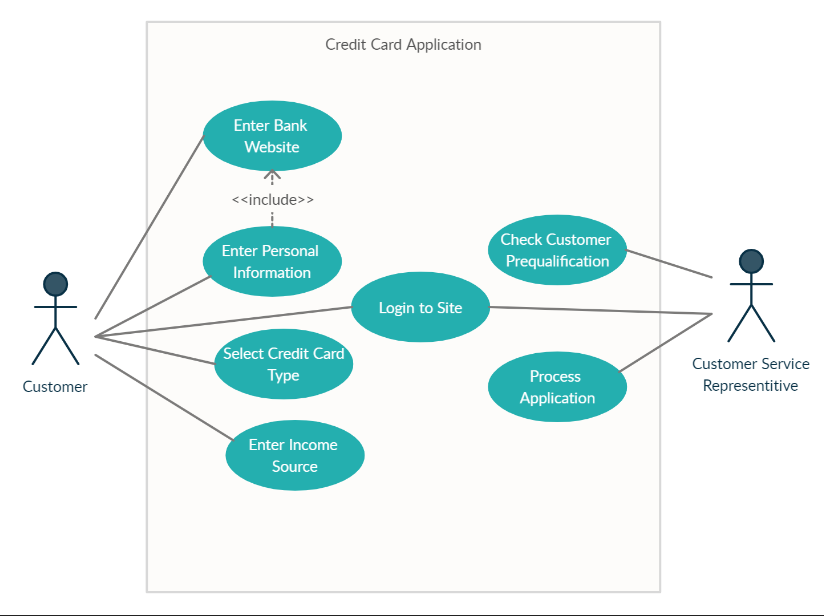 Credit Card Application
Enter Bank
Website
<<include>>
Enter Personal
Information
Check Customer
Prequalification
Login to Site
Select Credit Card
Type
Process
Application
Enter Income
Source
Customer
Customer Service
Representitive